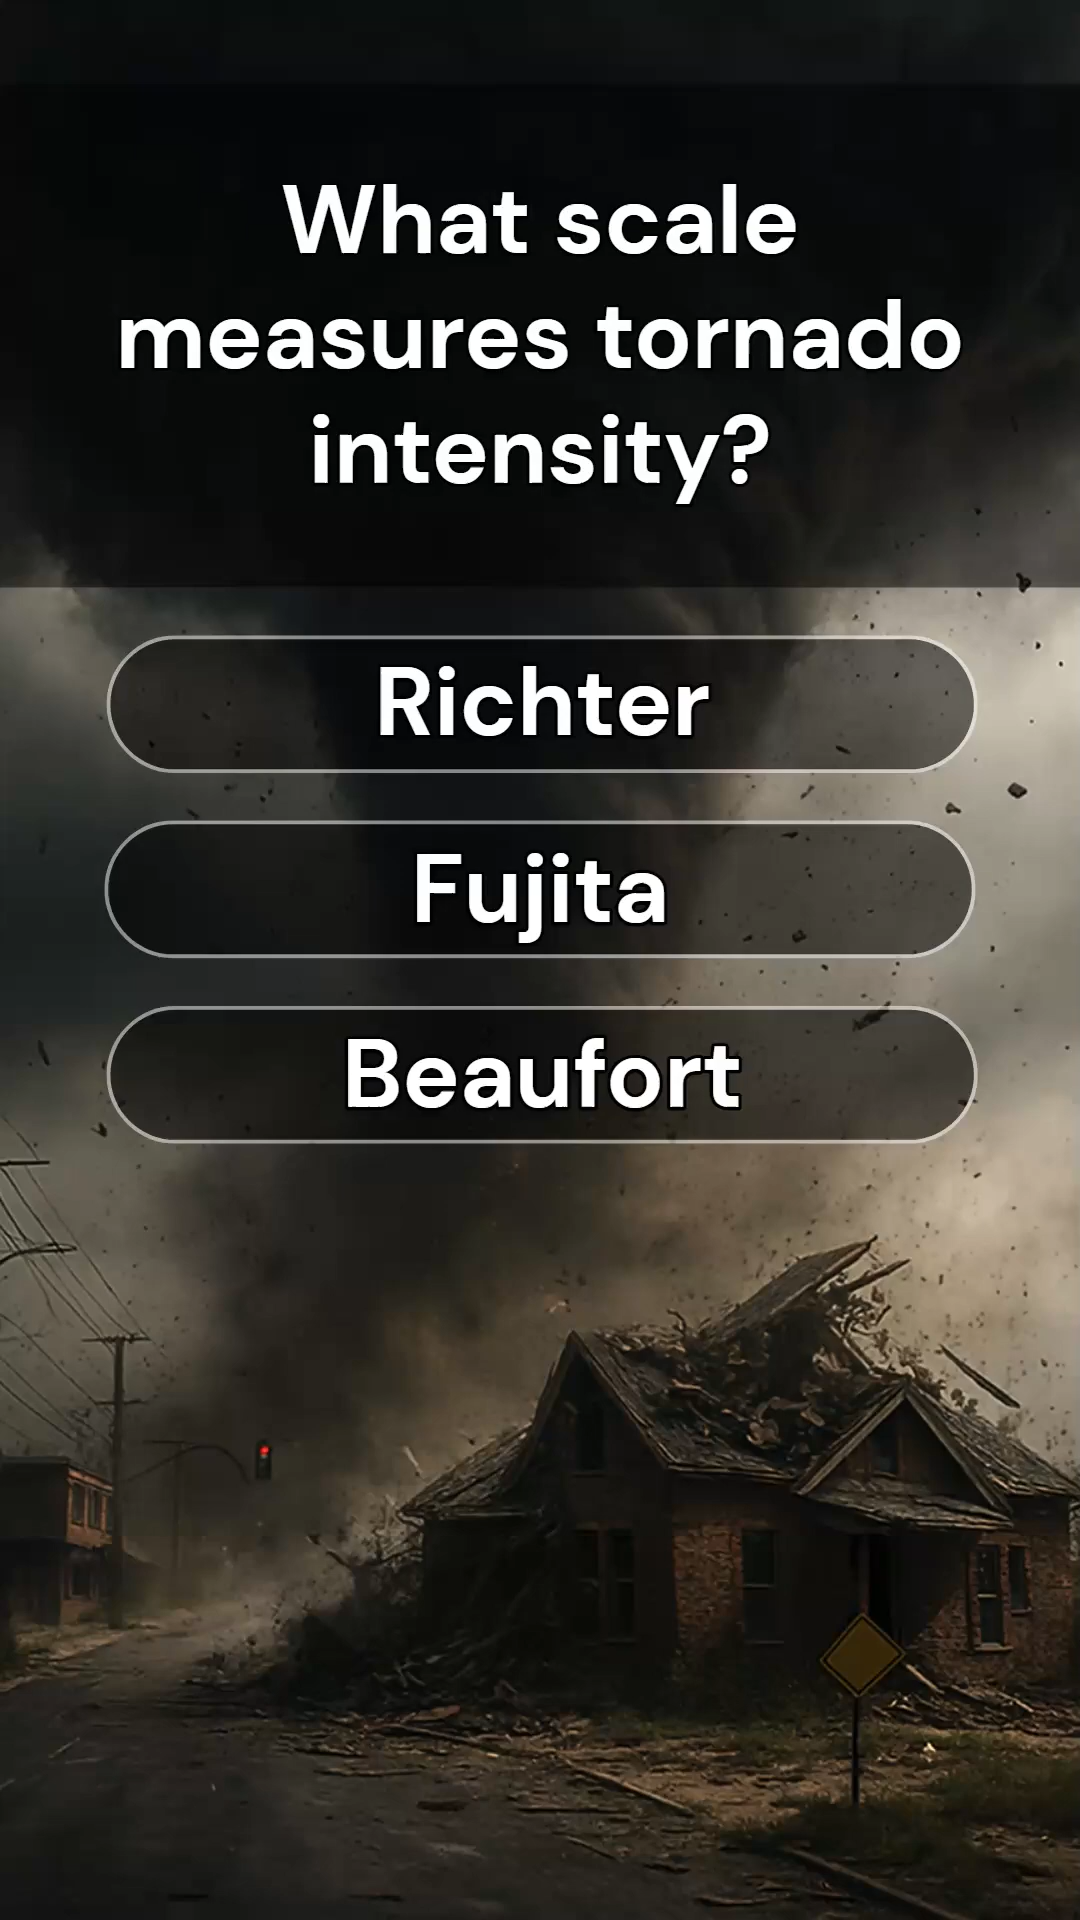 What scale
measures tornado
intensity?
Richter
Fujita
Beaufort